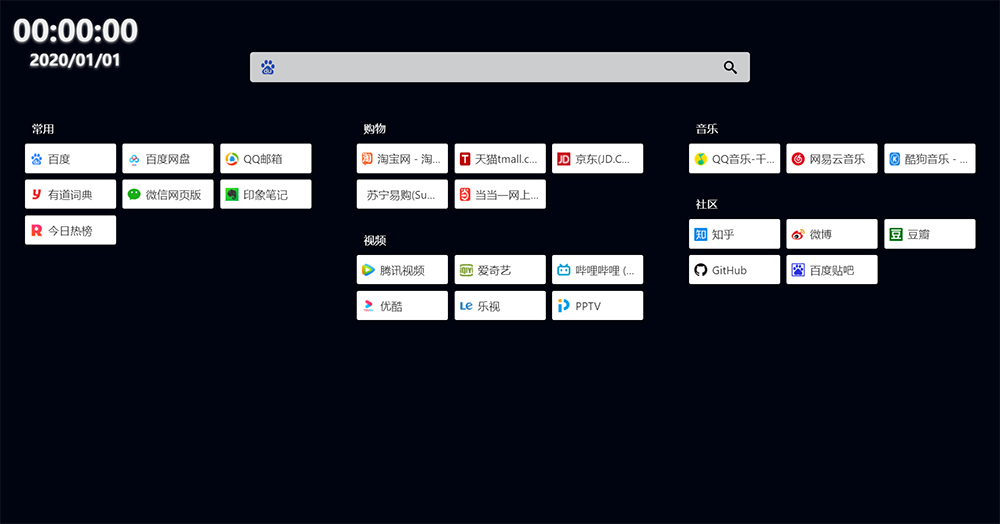 00:00:00
2020/01/01
常用
百度
百度网盘
QQ邮箱
有道词典
微信网页版
印象笔记
今日热榜
购物
淘宝网 - 淘...
天猫tmall.c...
京东(JD.C...
苏宁易购(Su...
当当—网上...
视频
腾讯视频
爱奇艺
哔哩哔哩 (...
优酷
乐视
PPTV
音乐
QQ音乐-千...
网易云音乐
酷狗音乐 - ...
社区
知乎
微博
豆瓣
GitHub
百度贴吧